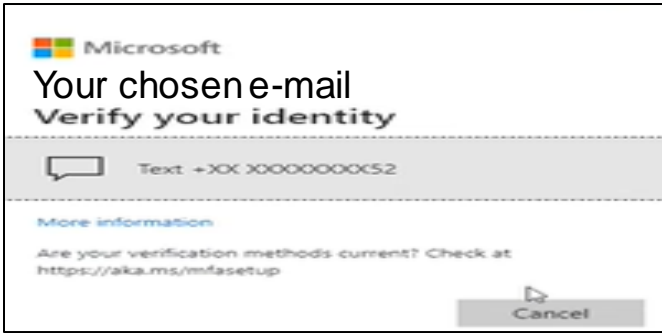 Microsoft
Your chosen e-mail
Verify your identity
Text +XX XXXXXXXXX52
More information
Are your verification methods current? Check at
https://aka.ms/mfasetup
Cancel